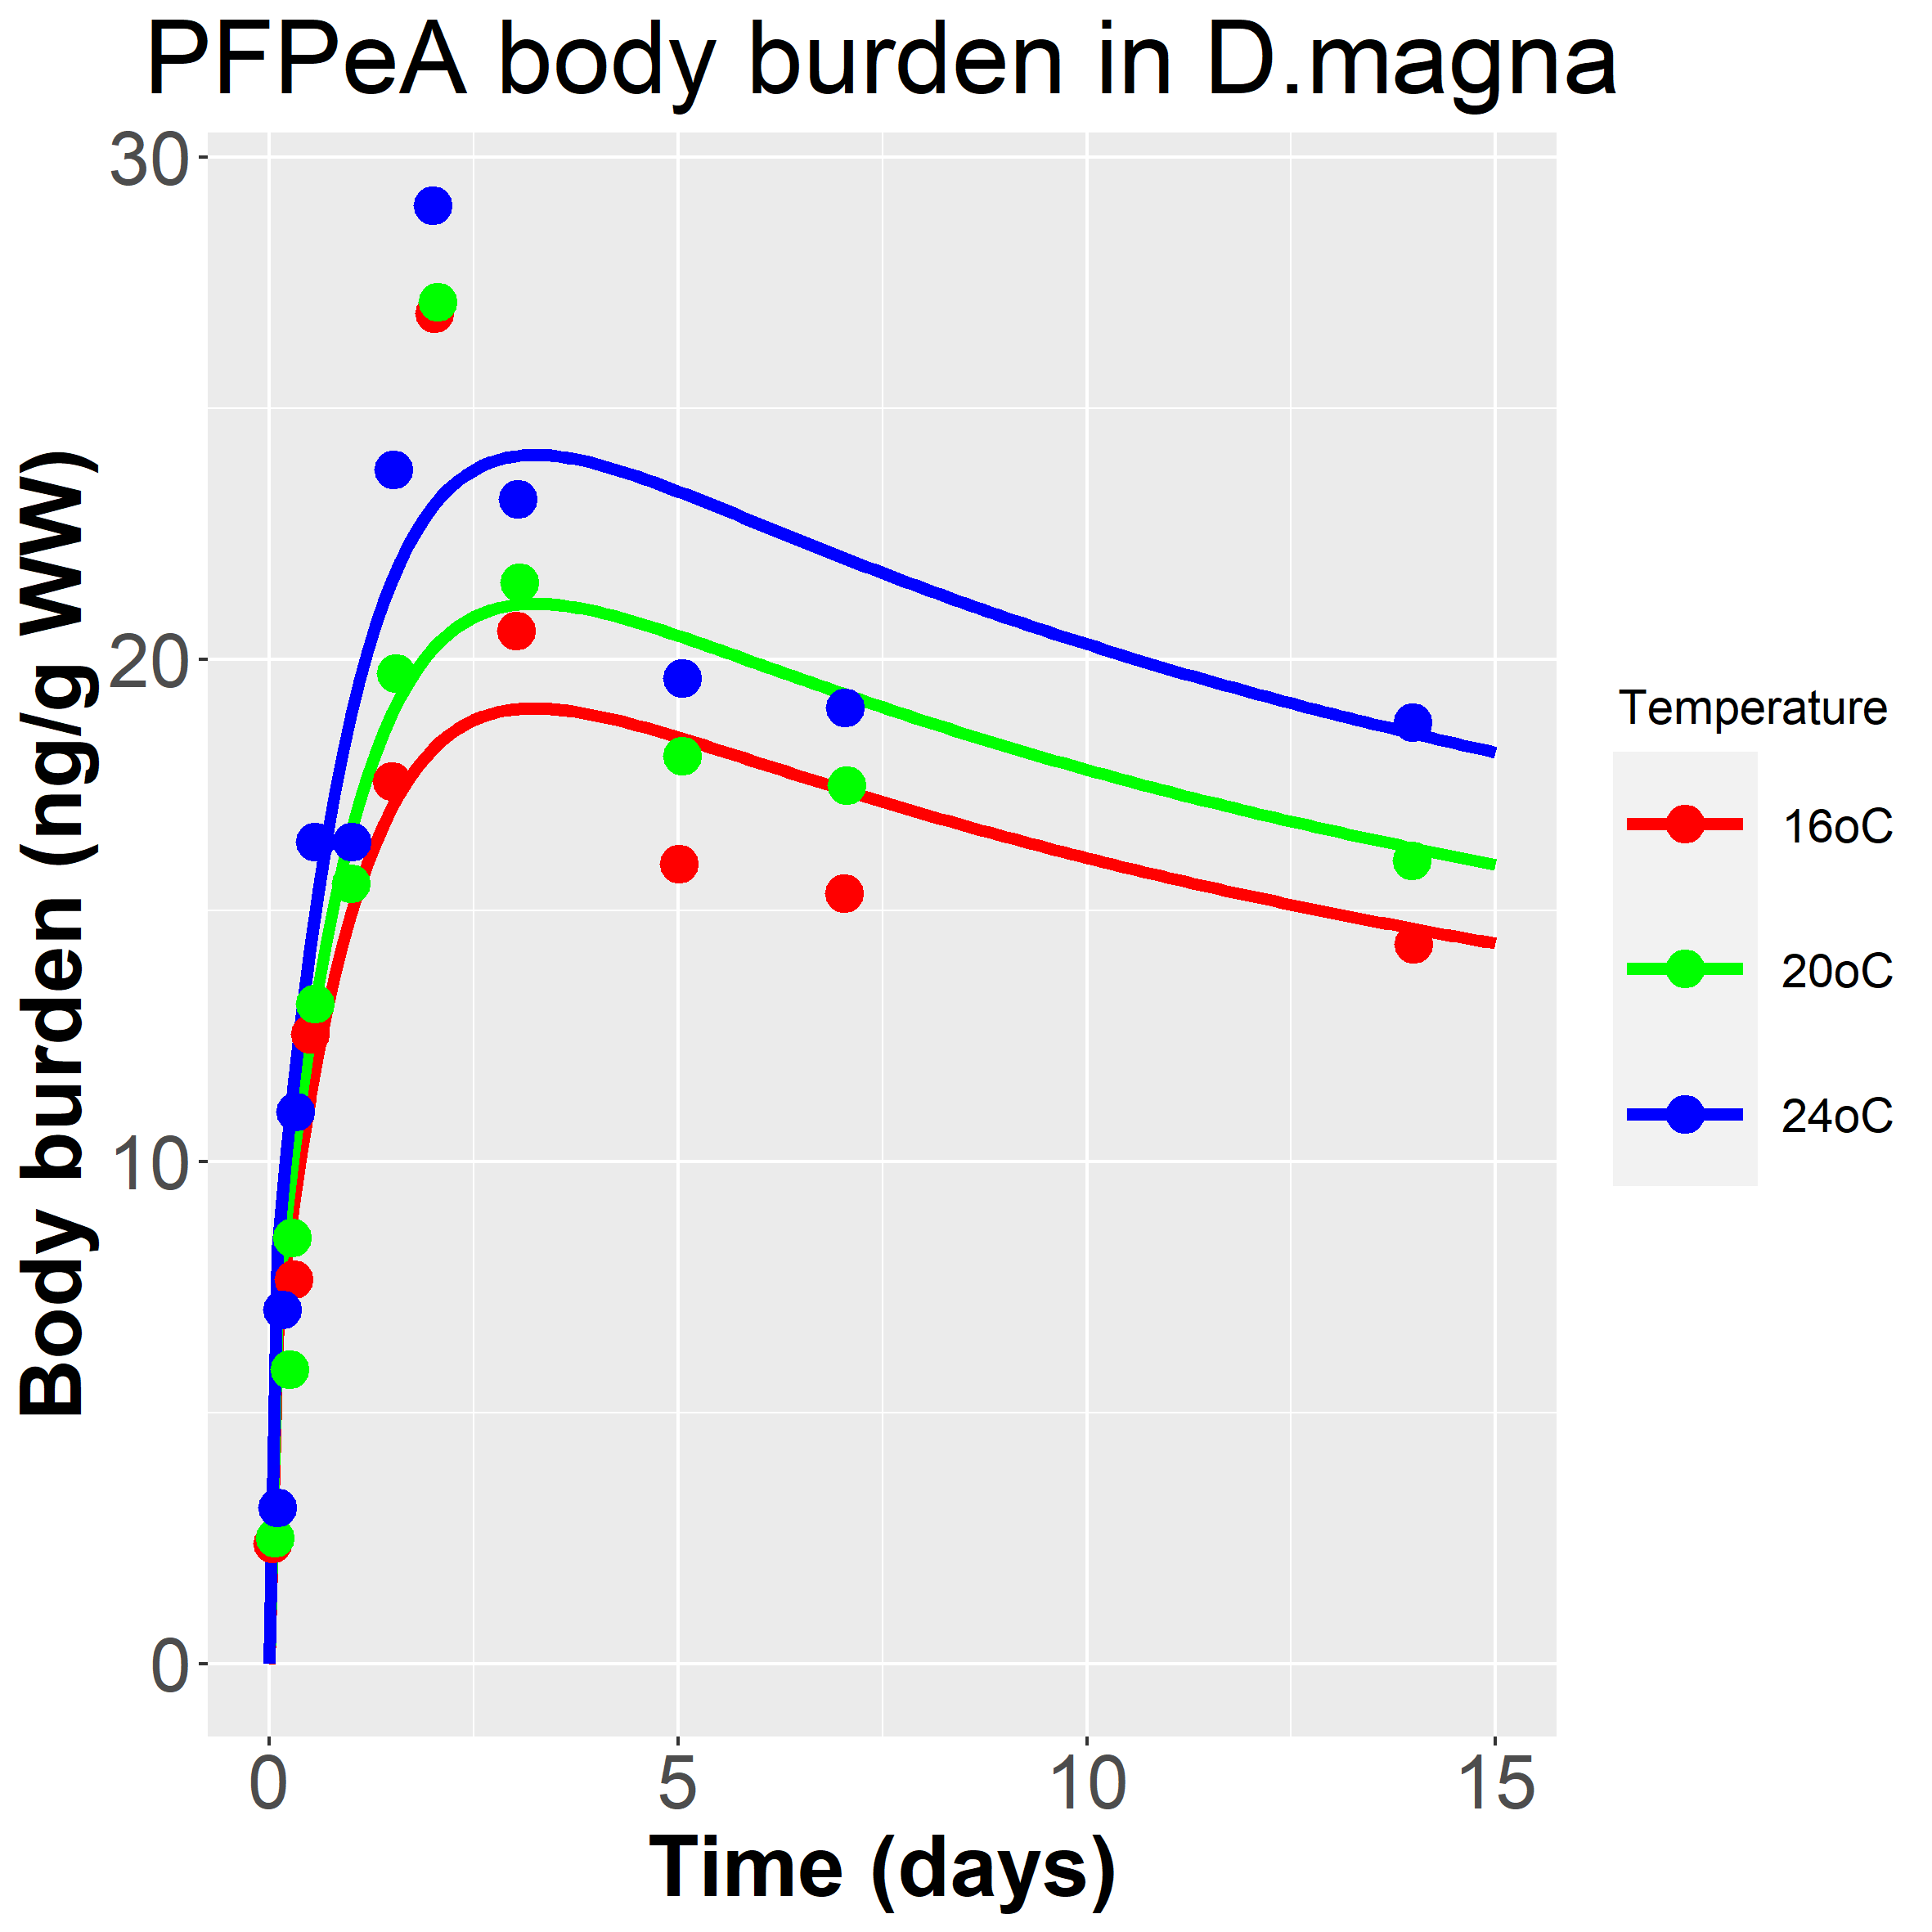 PFPeA body burden in D.magna
Body burden (ng/g WW)
30
20
10
0
0
5
10
15
Time (days)
Temperature
16oC
20oC
24oC